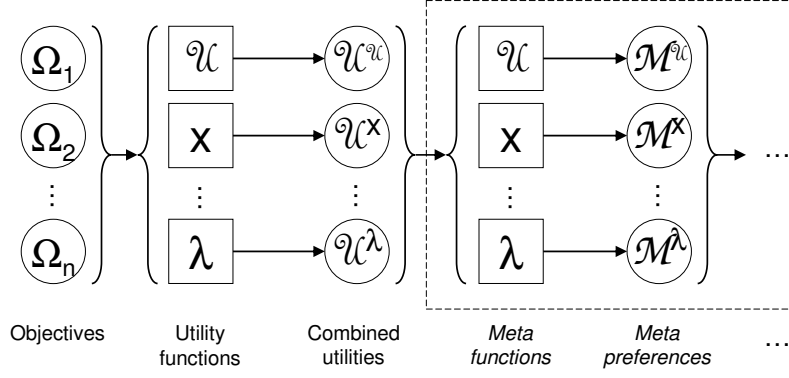 Ω1 𝒰 𝒰^𝒰 𝒰 ℳ^𝒰
Ω2 x 𝒰^x x ℳ^x ...
⋮ ⋮ ⋮ ⋮ ⋮
Ωn λ 𝒰^λ λ ℳ^λ
Objectives Utility functions Combined utilities Meta functions Meta preferences ...